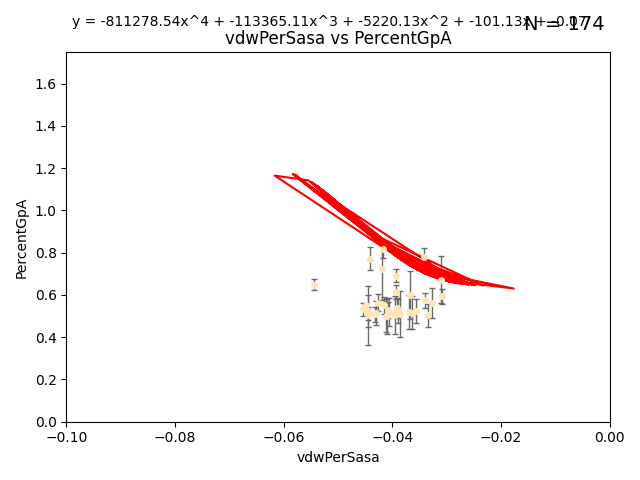 y = -811278.54x^4 + -113365.11x^3 + -5220.13x^2 + -101.13x + -0.07
N = 174
vdwPerSasa vs PercentGpA
1.6
1.4
1.2
1.0
0.8
0.6
0.4
0.2
0.0
PercentGpA
−0.10 −0.08 −0.06 −0.04 −0.02 0.00
vdwPerSasa